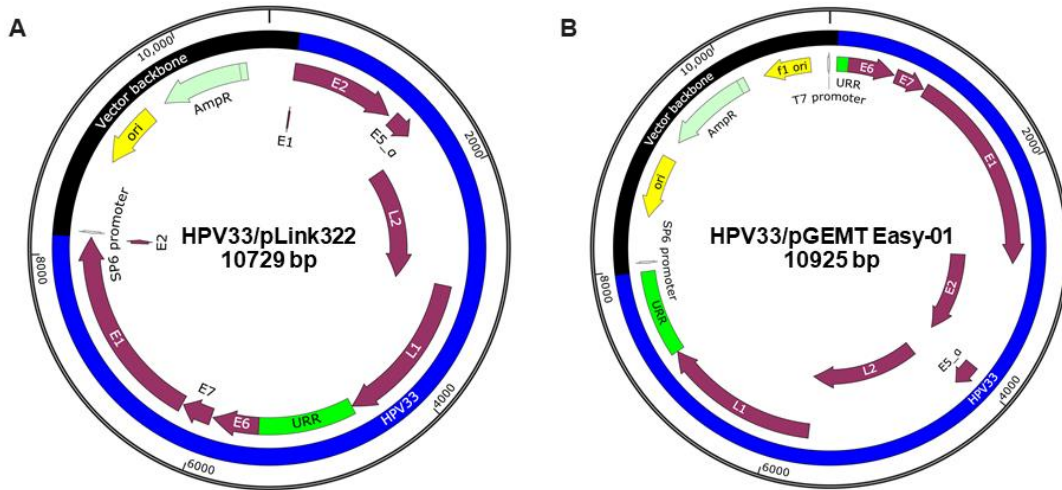 A
10,000
Vector backbone
AmpR
ori
E2
E5_α
2000
E1
L2
SP6 promoter
E2
HPV33/pLink322
10729 bp
8000
E1
L1
E7
E6
URR
HPV33
4000
6000
B
10,000
Vector backbone
f1 ori
T7 promoter
URR
E6
E7
AmpR
2000
E1
ori
SP6 promoter
HPV33/pGEMT Easy-01
10925 bp
8000
E2
URR
E5_α
L2
L1
HPV33
4000
6000